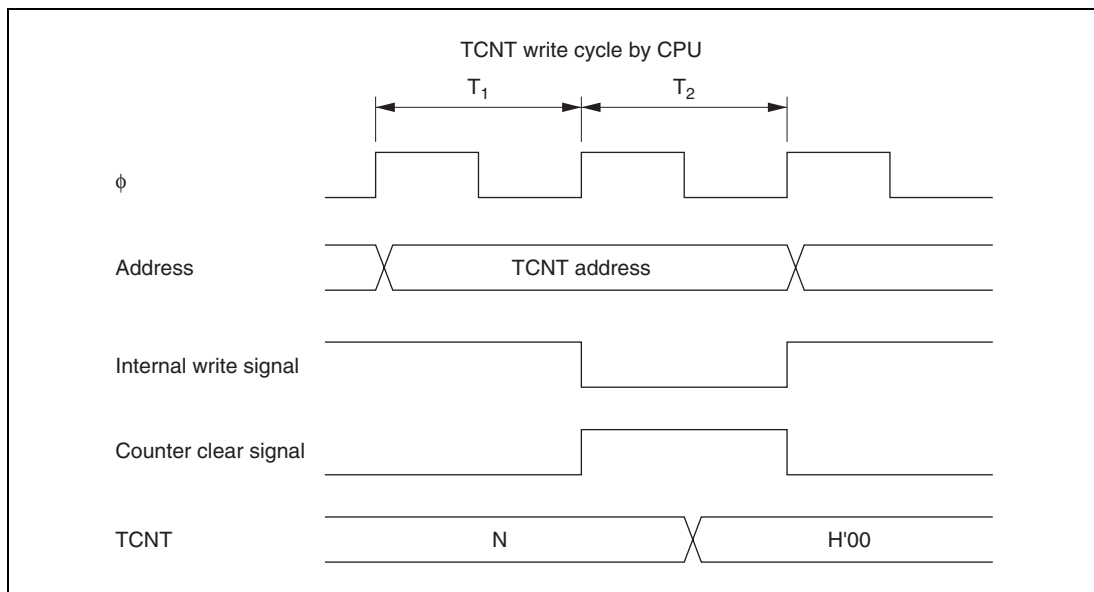 TCNT write cycle by CPU
T1 T2
ϕ
Address TCNT address
Internal write signal
Counter clear signal
TCNT N H'00